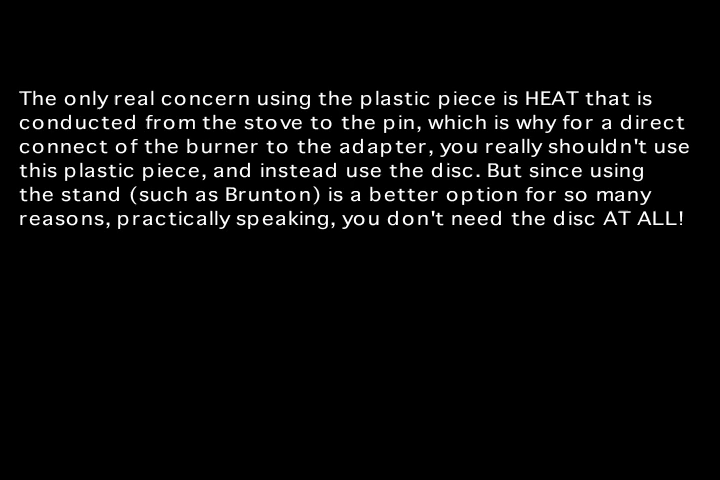 The only real concern using the plastic piece is HEAT that is
conducted from the stove to the pin, which is why for a direct
connect of the burner to the adapter, you really shouldn't use
this plastic piece, and instead use the disc. But since using
the stand (such as Brunton) is a better option for so many
reasons, practically speaking, you don't need the disc AT ALL!